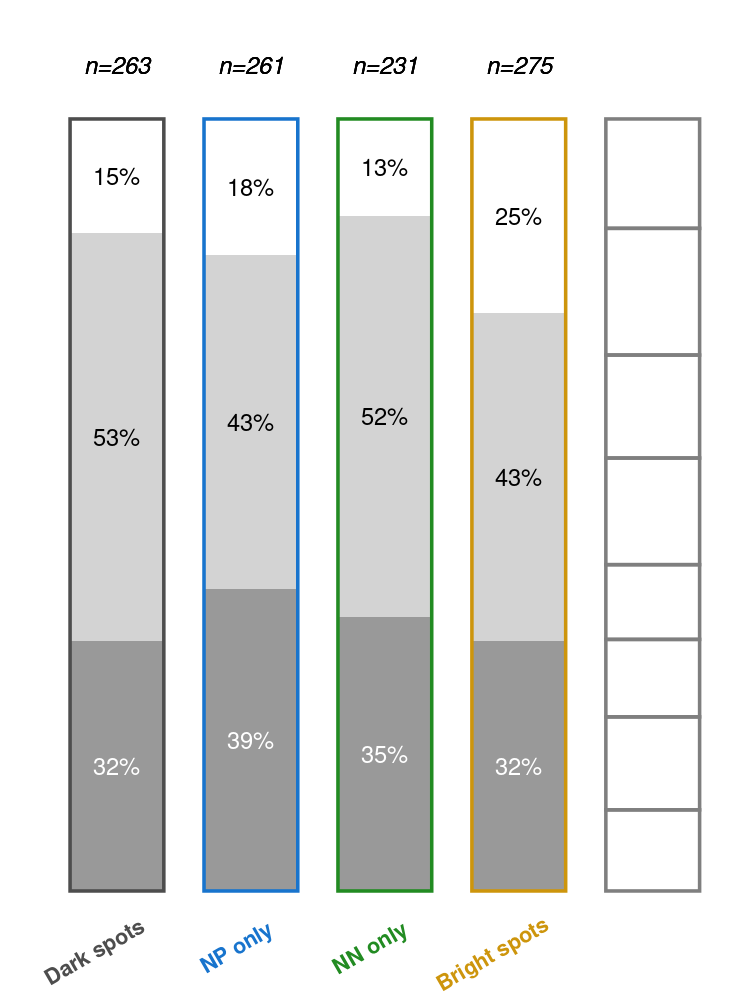 n=263 n=261 n=231 n=275
15% 18% 13% 25%
53% 43% 52% 43%
32% 39% 35% 32%
Dark spots NP only NN only Bright spots